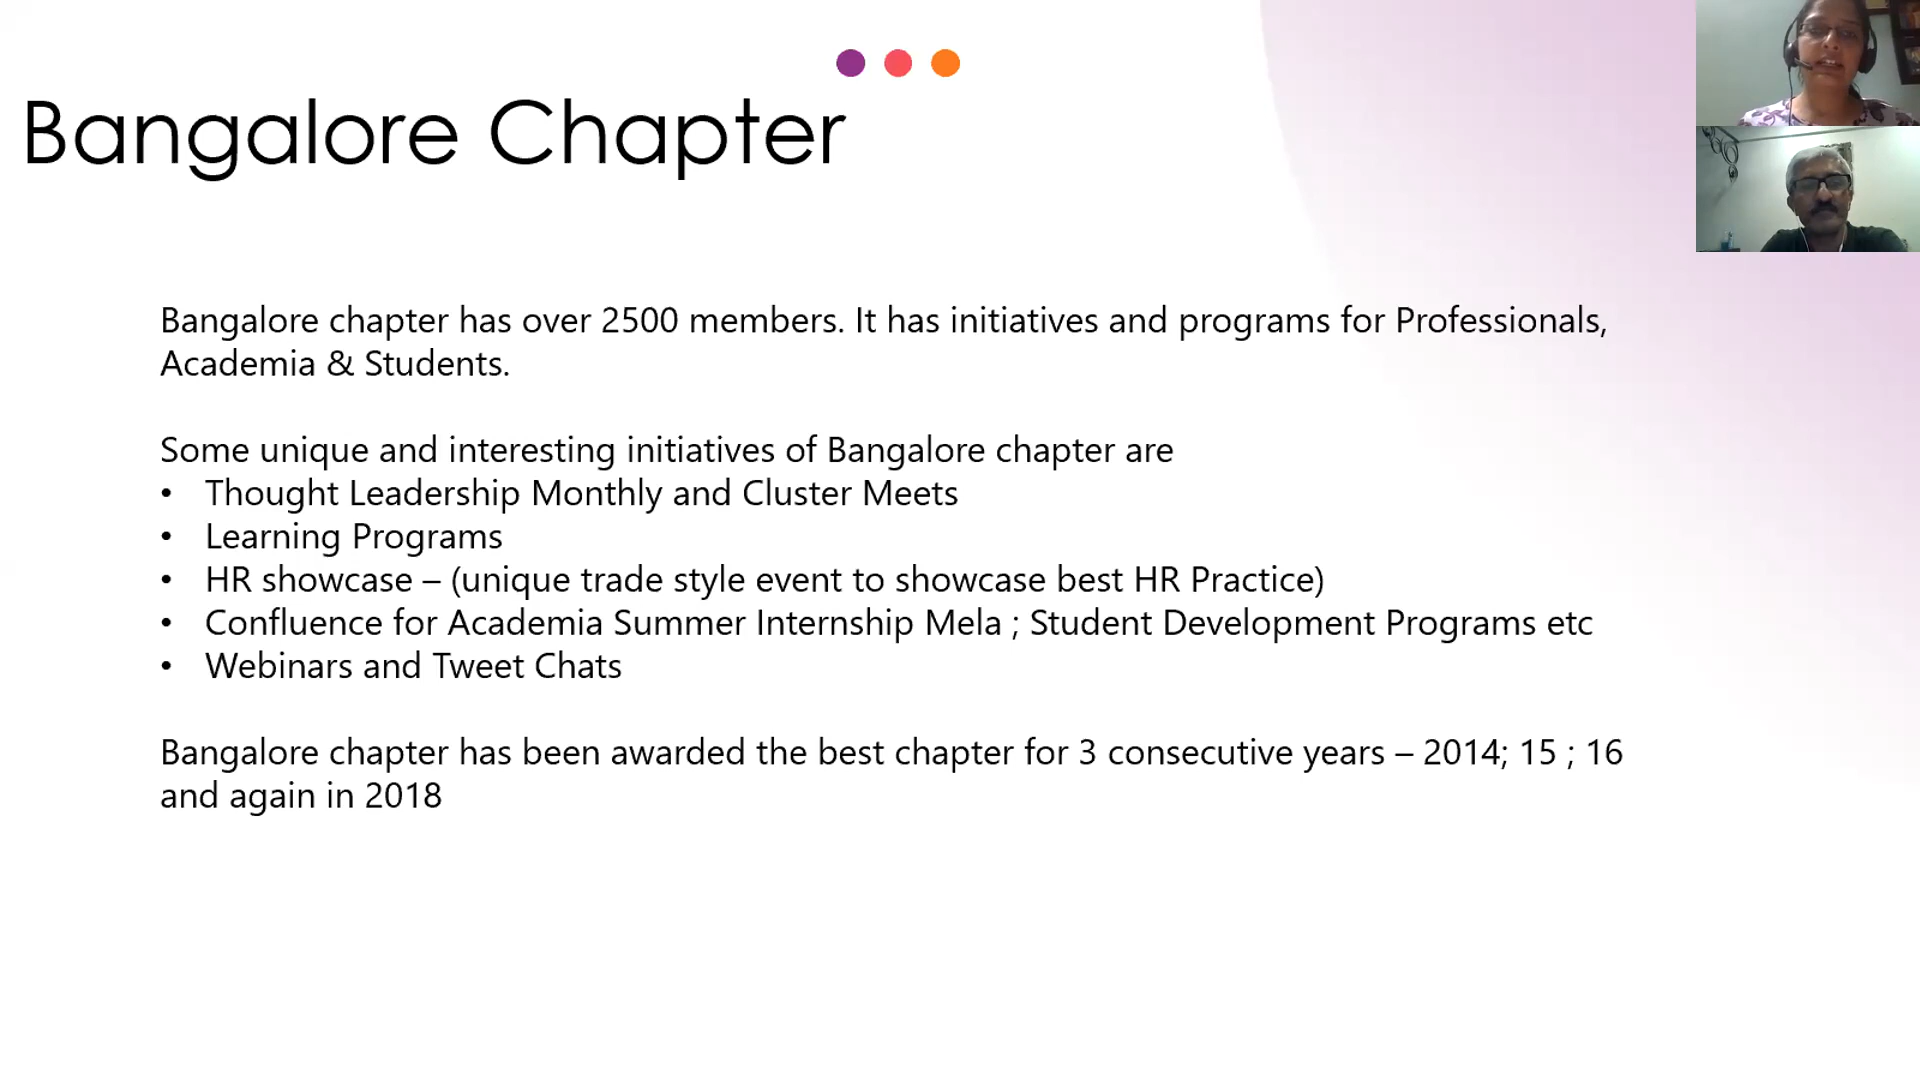 Bangalore Chapter
Bangalore chapter has over 2500 members. It has initiatives and programs for Professionals,
Academia & Students.
Some unique and interesting initiatives of Bangalore chapter are
• Thought Leadership Monthly and Cluster Meets
• Learning Programs
• HR showcase – (unique trade style event to showcase best HR Practice)
• Confluence for Academia Summer Internship Mela ; Student Development Programs etc
• Webinars and Tweet Chats
Bangalore chapter has been awarded the best chapter for 3 consecutive years – 2014; 15 ; 16
and again in 2018